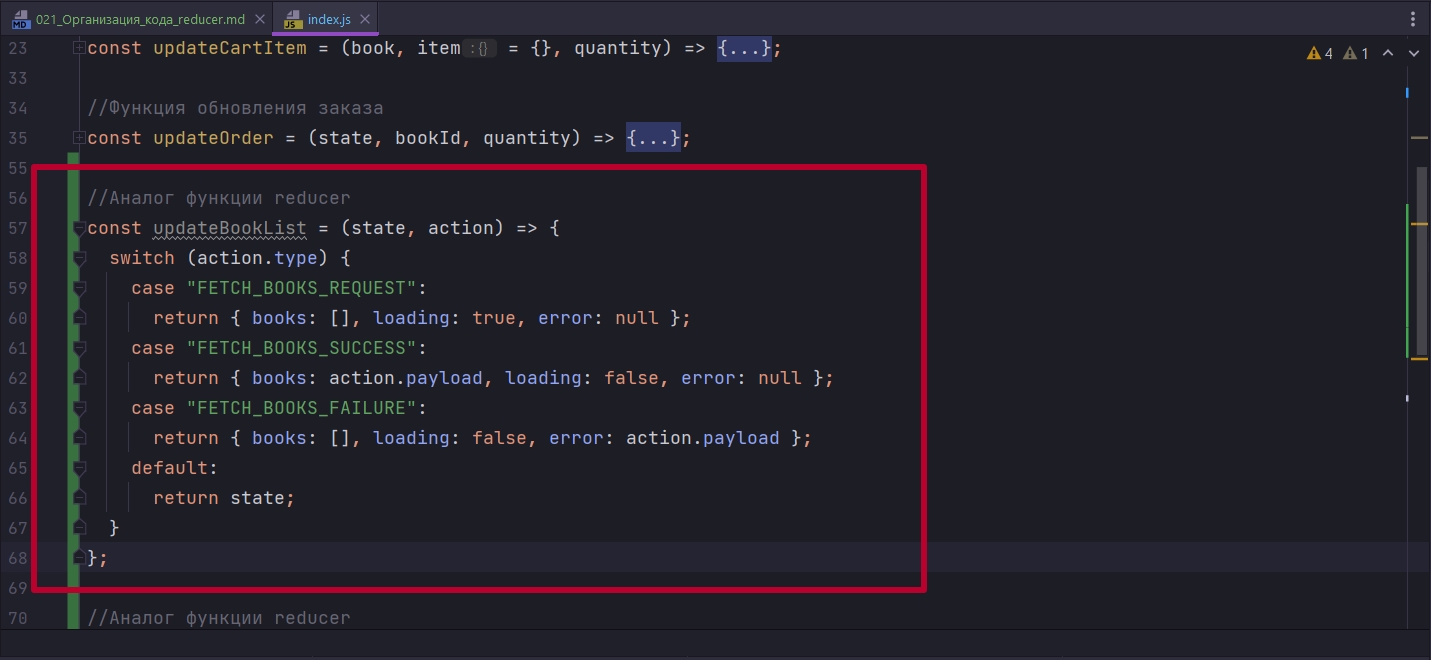 MD 021_Организация_кода_reducer.md
JS index.js
4 1
23 const updateCartItem = (book, item : {} = {}, quantity) => {...};
33
34 //Функция обновления заказа
35 const updateOrder = (state, bookId, quantity) => {...};
55
56 //Аналог функции reducer
57 const updateBookList = (state, action) => {
58 switch (action.type) {
59 case "FETCH_BOOKS_REQUEST":
60 return { books: [], loading: true, error: null };
61 case "FETCH_BOOKS_SUCCESS":
62 return { books: action.payload, loading: false, error: null };
63 case "FETCH_BOOKS_FAILURE":
64 return { books: [], loading: false, error: action.payload };
65 default:
66 return state;
67 }
68 };
69
70 //Аналог функции reducer